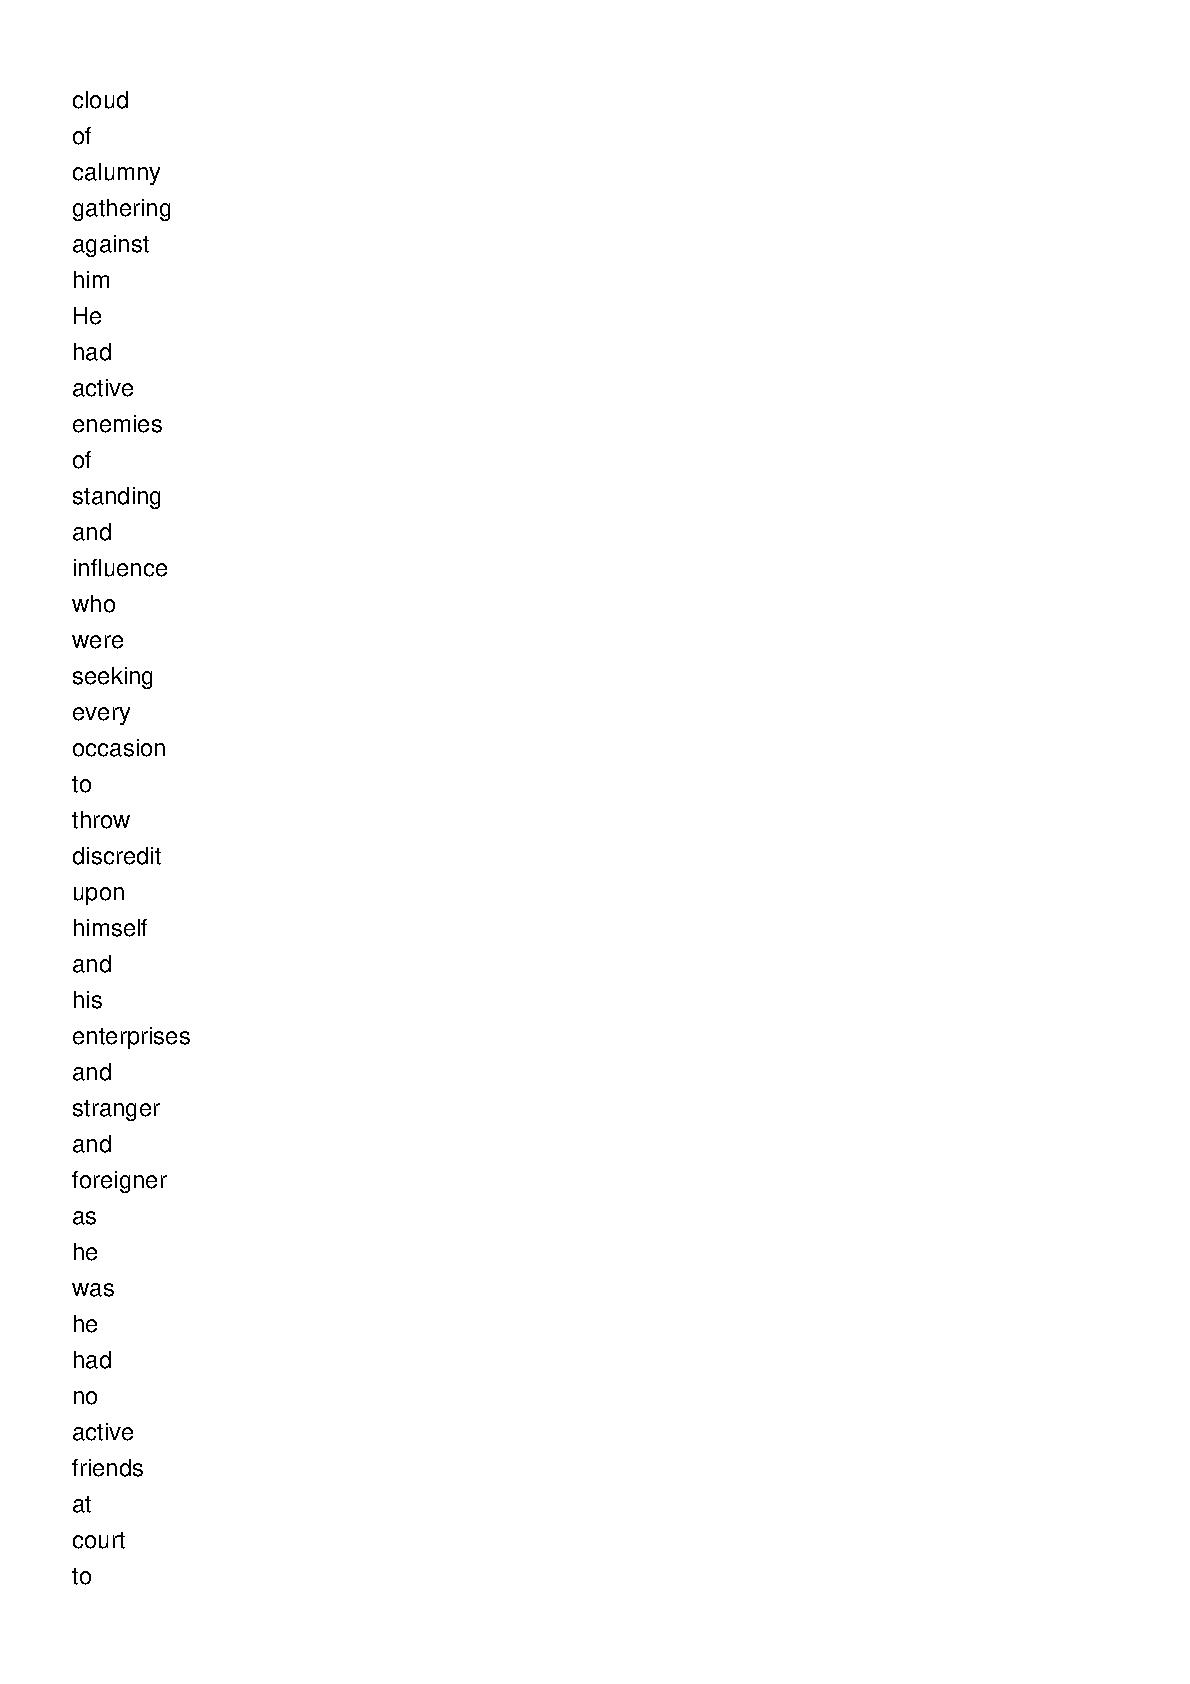 cloud
of
calumny
gathering
against
him
He
had
active
enemies
of
standing
and
influence
who
were
seeking
every
occasion
to
throw
discredit
upon
himself
and
his
enterprises
and
stranger
and
foreigner
as
he
was
he
had
no
active
friends
at
court
to